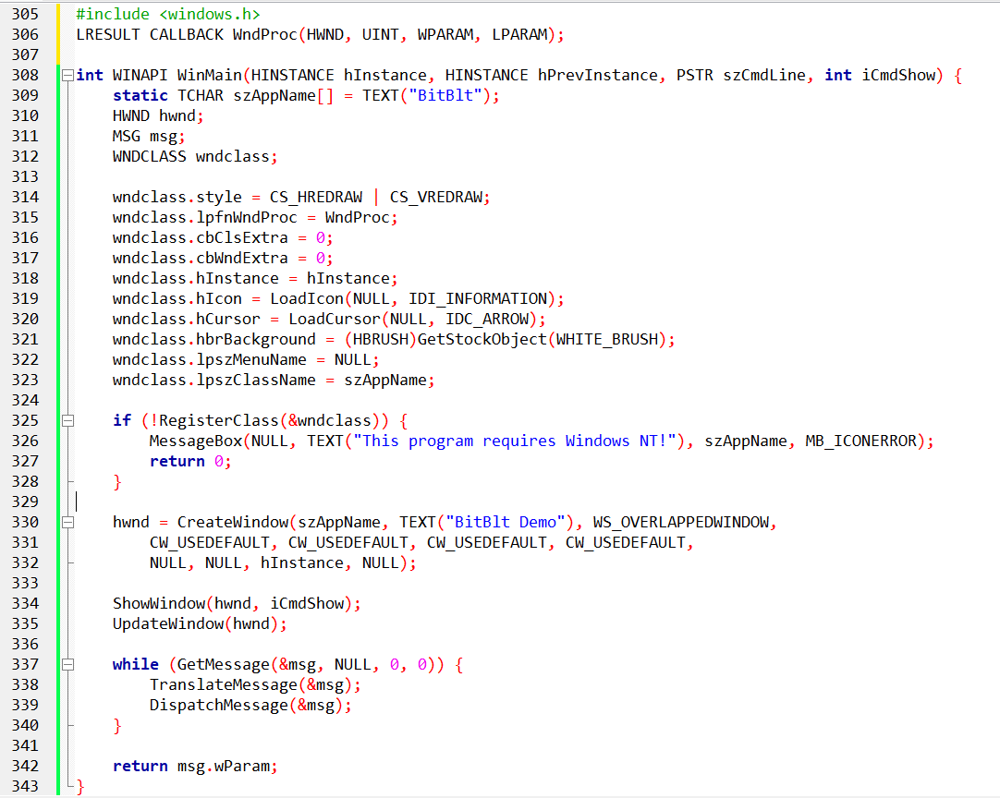 305 #include <windows.h>
306 LRESULT CALLBACK WndProc(HWND, UINT, WPARAM, LPARAM);
307
308 int WINAPI WinMain(HINSTANCE hInstance, HINSTANCE hPrevInstance, PSTR szCmdLine, int iCmdShow) {
309     static TCHAR szAppName[] = TEXT("BitBlt");
310     HWND hwnd;
311     MSG msg;
312     WNDCLASS wndclass;
313
314     wndclass.style = CS_HREDRAW | CS_VREDRAW;
315     wndclass.lpfnWndProc = WndProc;
316     wndclass.cbClsExtra = 0;
317     wndclass.cbWndExtra = 0;
318     wndclass.hInstance = hInstance;
319     wndclass.hIcon = LoadIcon(NULL, IDI_INFORMATION);
320     wndclass.hCursor = LoadCursor(NULL, IDC_ARROW);
321     wndclass.hbrBackground = (HBRUSH)GetStockObject(WHITE_BRUSH);
322     wndclass.lpszMenuName = NULL;
323     wndclass.lpszClassName = szAppName;
324
325     if (!RegisterClass(&wndclass)) {
326         MessageBox(NULL, TEXT("This program requires Windows NT!"), szAppName, MB_ICONERROR);
327         return 0;
328     }
329
330     hwnd = CreateWindow(szAppName, TEXT("BitBlt Demo"), WS_OVERLAPPEDWINDOW,
331         CW_USEDEFAULT, CW_USEDEFAULT, CW_USEDEFAULT, CW_USEDEFAULT,
332         NULL, NULL, hInstance, NULL);
333
334     ShowWindow(hwnd, iCmdShow);
335     UpdateWindow(hwnd);
336
337     while (GetMessage(&msg, NULL, 0, 0)) {
338         TranslateMessage(&msg);
339         DispatchMessage(&msg);
340     }
341
342     return msg.wParam;
343 }